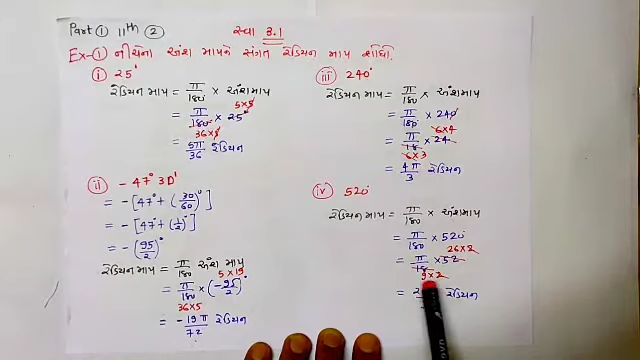 Part ① 11th ② સ્વા 3.1
Ex-① નીચેના અંશ માપને સંગત રેડિયન માપ શોધો.
(i) 25°
રેડિયન માપ = π/180 × અંશમાપ
5×5
= π/180 × 25°
36×5
= 5π/36 રેડિયન
(ii) - 47° 30'
= -[47° + (30/60)°]
= -[47° + (1/2)°]
= -(95/2)°
રેડિયન માપ = π/180 અંશ માપ
5 × 19
= π/180 × (-95/2)°
36×5
= -19π/72 રેડિયન
(iii) 240°
રેડિયન માપ = π/180 × અંશમાપ
= π/180 × 240
6×4
= π/18 × 24
6×3
= 4π/3 રેડિયન
(iv) 520°
રેડિયન માપ = π/180 × અંશમાપ
= π/180 × 520
26×2
= π/18 × 52
9×2
= રેડિયન